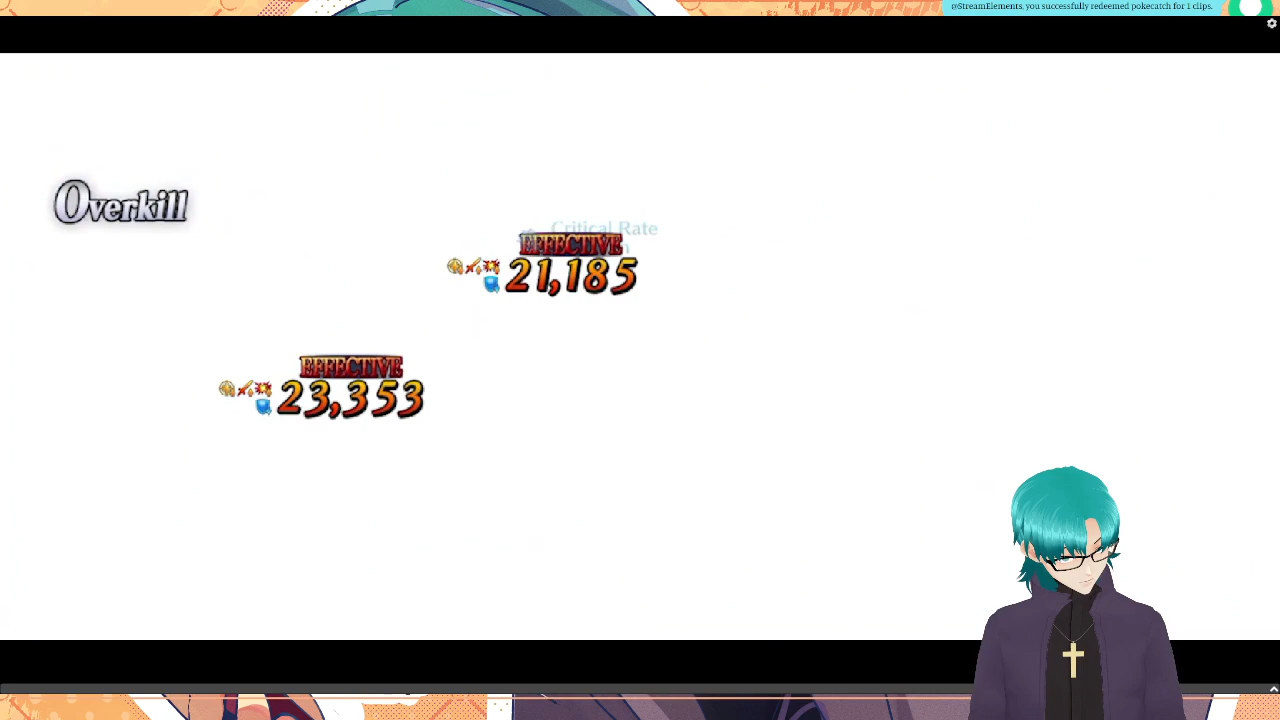 @StreamElements, you successfully redeemed pokecatch for 1 clips.
Overkill
Critical Rate
EFFECTIVE
21,185
EFFECTIVE
23,353